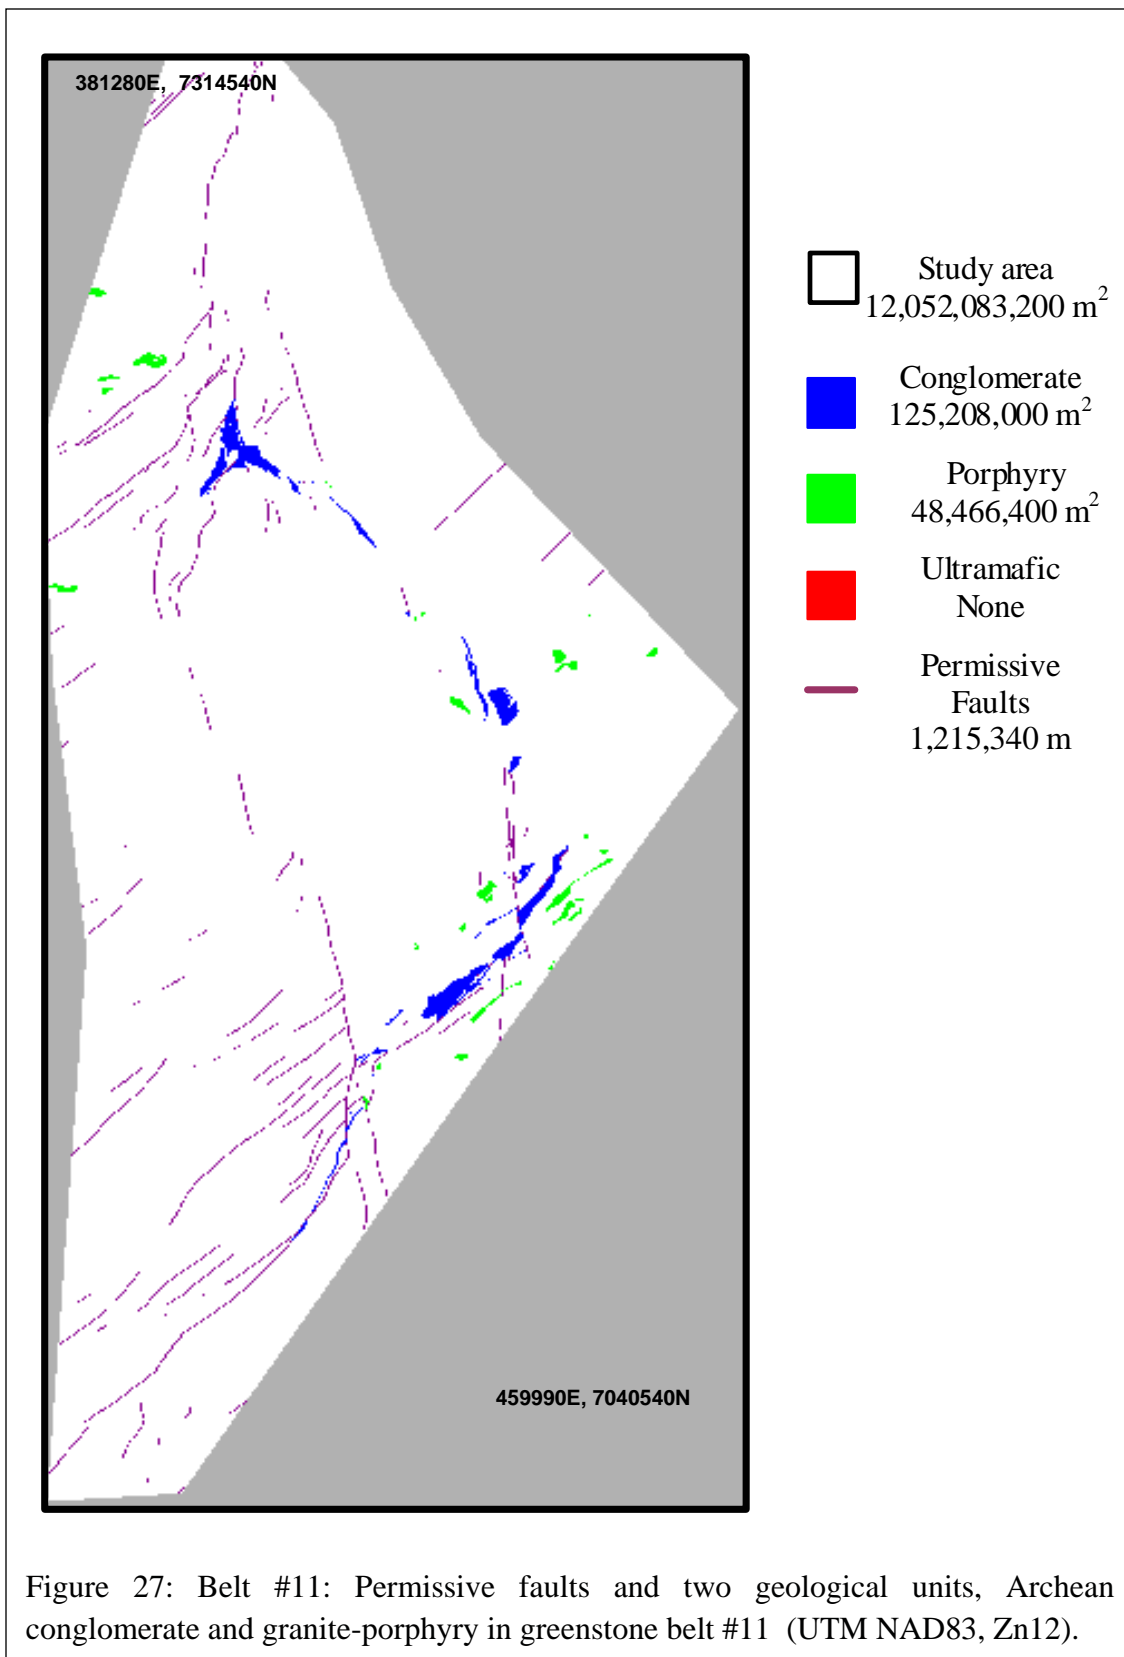 381280E, 7314540N
Study area
12,052,083,200 m²
Conglomerate
125,208,000 m²
Porphyry
48,466,400 m²
Ultramafic
None
Permissive
Faults
1,215,340 m
459990E, 7040540N
Figure 27: Belt #11: Permissive faults and two geological units, Archean
conglomerate and granite-porphyry in greenstone belt #11 (UTM NAD83, Zn12).